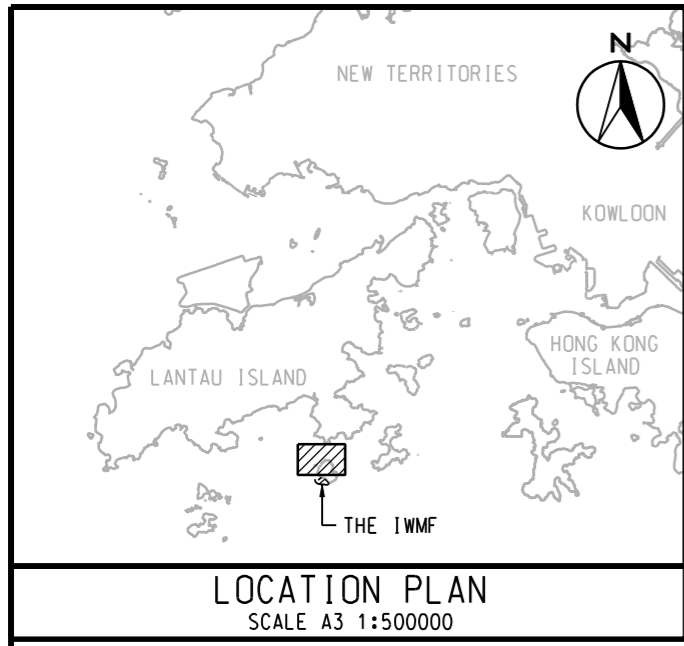 N
NEW TERRITORIES
KOWLOON
HONG KONG
ISLAND
LANTAU ISLAND
THE IWMF
LOCATION PLAN
SCALE A3 1:500000